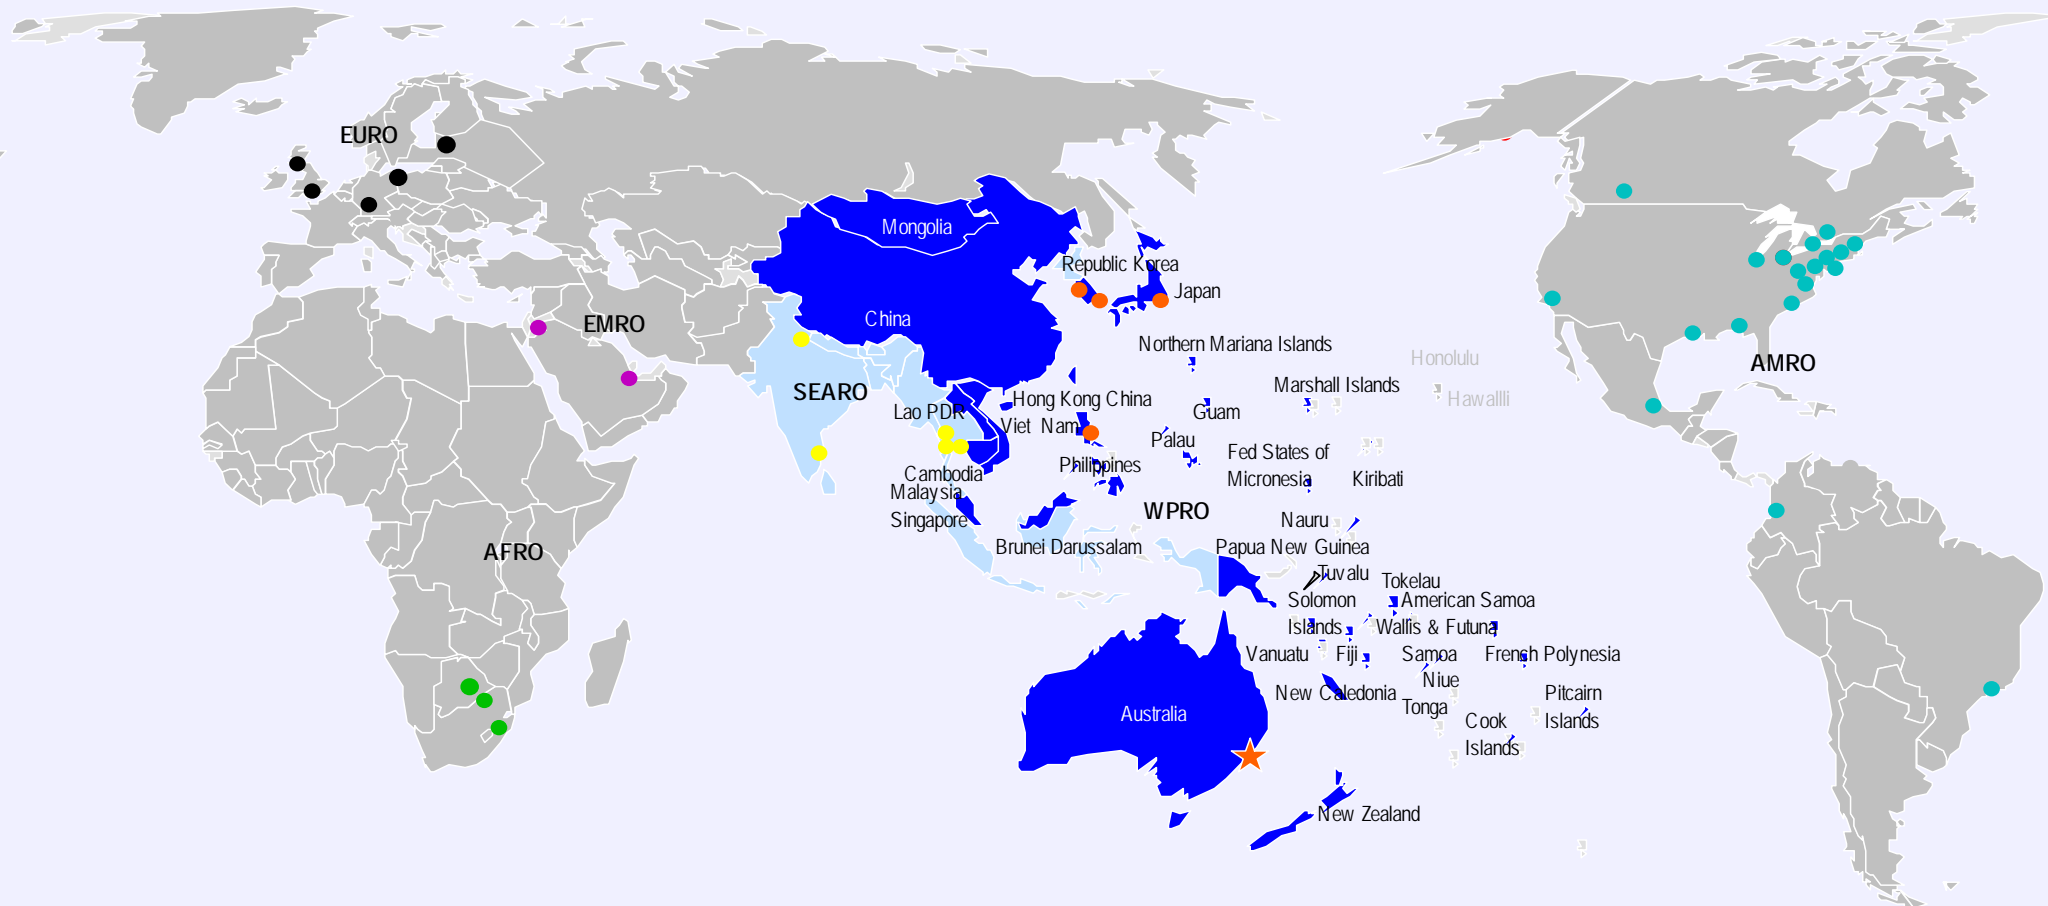 EURO
Mongolia
Republic Korea
Japan
China
EMRO
Northern Mariana Islands
Honolulu
AMRO
Marshall Islands
SEARO
Hong Kong China
Hawallli
Lao PDR
Guam
Viet Nam
Palau
Fed States of
Micronesia
Philippines
Kiribati
Cambodia
Malaysia
Singapore
WPRO
Nauru
Brunei Darussalam
Papua New Guinea
AFRO
Tuvalu
Tokelau
Solomon
Islands
American Samoa
Wallis & Futuna
Vanuatu
Fiji
Samoa
Frensh Polynesia
Niue
New Caledonia
Pitcairn
Islands
Tonga
Australia
Cook
Islands
New Zealand